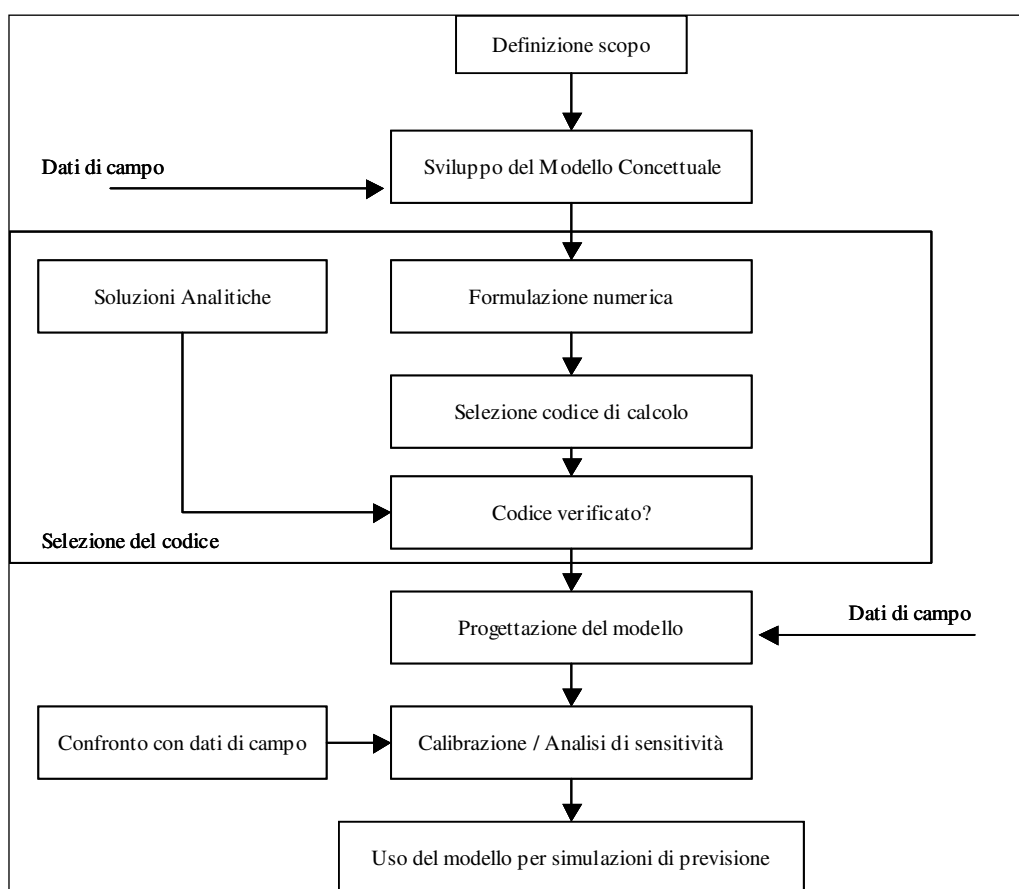 Definizione scopo
Dati di campo
Sviluppo del Modello Concettuale
Soluzioni Analitiche
Formulazione numerica
Selezione codice di calcolo
Codice verificato?
Selezione del codice
Dati di campo
Progettazione del modello
Confronto con dati di campo
Calibrazione / Analisi di sensitività
Uso del modello per simulazioni di previsione